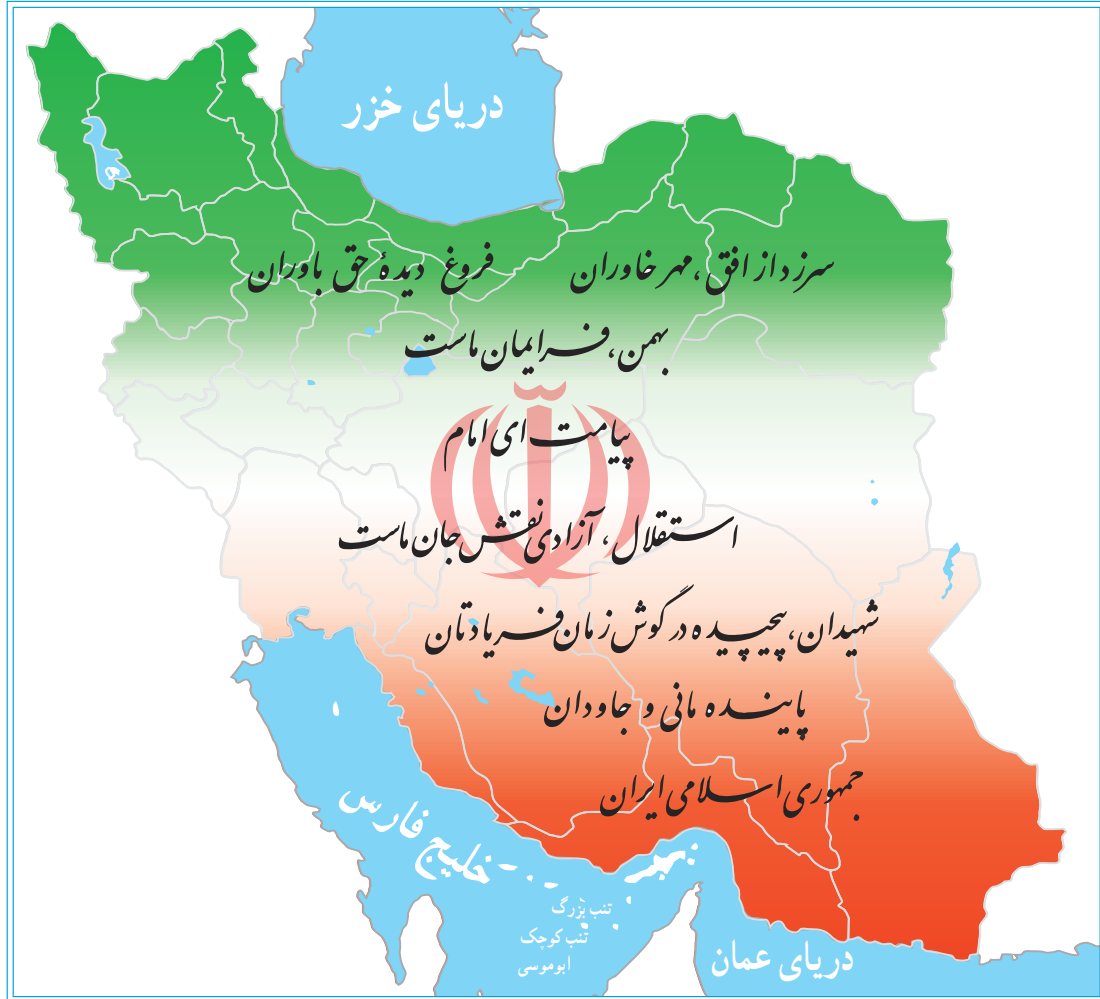 دریای خزر
سر زد از افق، مهر خاوران    فروغ دیدهٔ حق باوران
بهمن، فر ایمان ماست
پیامت ای امام
استقلال، آزادی نقش جان ماست
شهیدان، پیچیده در گوش زمان فریادتان
پاینده مانی و جاودان
جمهوری اسلامی ایران
خلیج فارس
تنب بزرگ
تنب کوچک
ابوموسی
دریای عمان